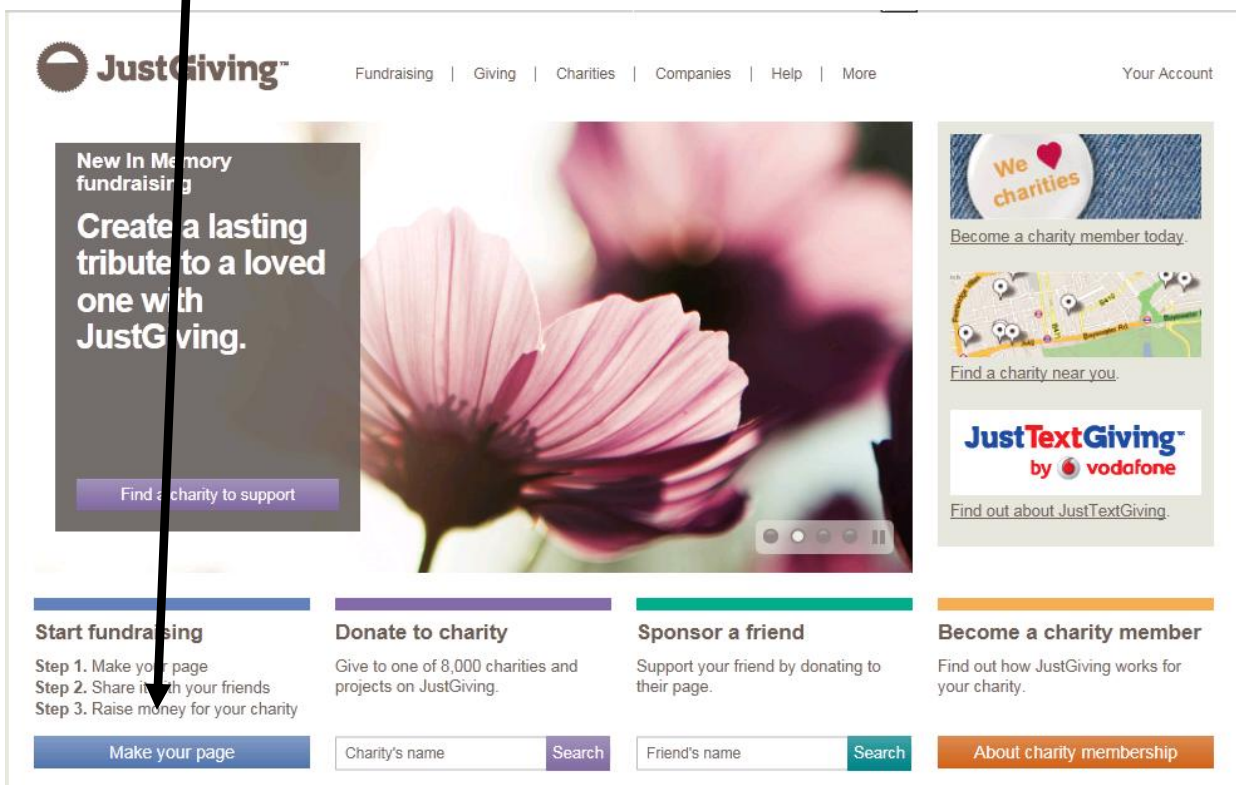 JustGiving™
Fundraising | Giving | Charities | Companies | Help | More
Your Account
New In Memory
fundraising
Create a lasting
tribute to a loved
one with
JustGiving.
Find a charity to support
We
charities
Become a charity member today.
Bayswater Rd
Find a charity near you.
JustTextGiving™
by vodafone
Find out about JustTextGiving.
Start fundraising
Step 1. Make your page
Step 2. Share it with your friends
Step 3. Raise money for your charity
Make your page
Donate to charity
Give to one of 8,000 charities and
projects on JustGiving.
Charity's name
Search
Sponsor a friend
Support your friend by donating to
their page.
Friend's name
Search
Become a charity member
Find out how JustGiving works for
your charity.
About charity membership